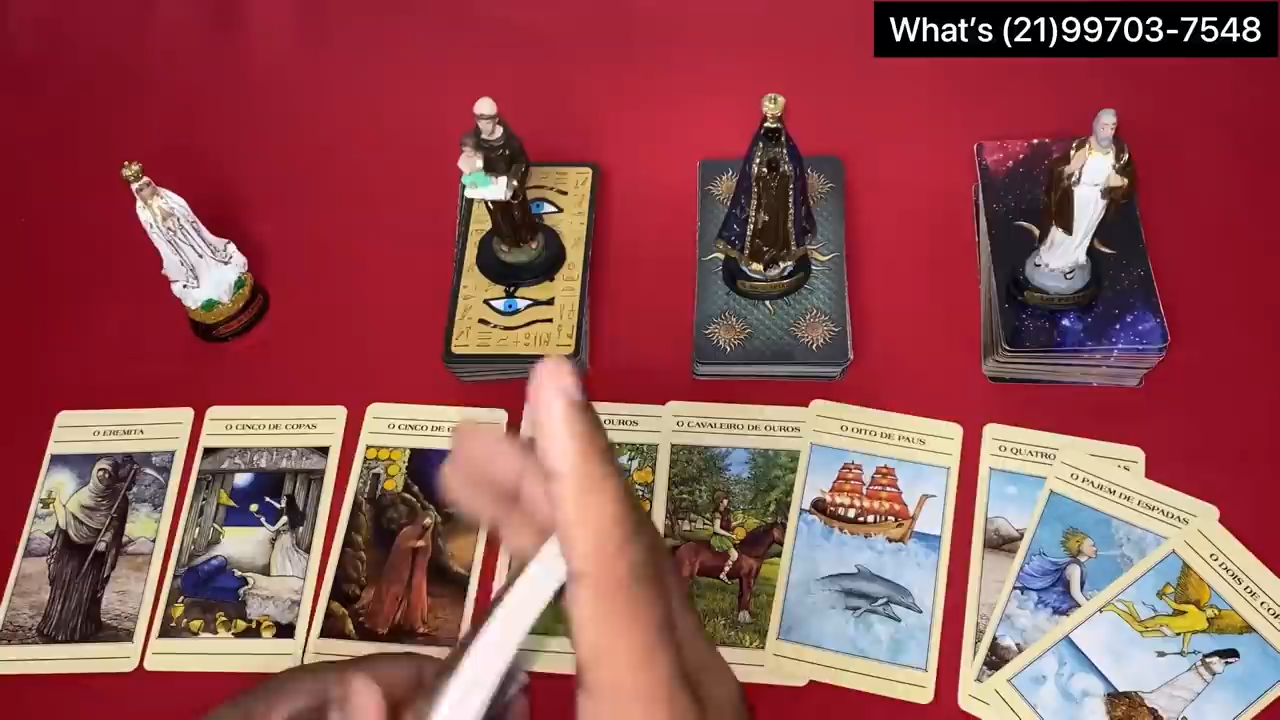 What’s (21)99703-7548
O EREMITA
O CINCO DE COPAS
O CINCO DE
OUROS
O CAVALEIRO DE OUROS
O OITO DE PAUS
O QUATRO
O PAJEM DE ESPADAS
O DOIS DE